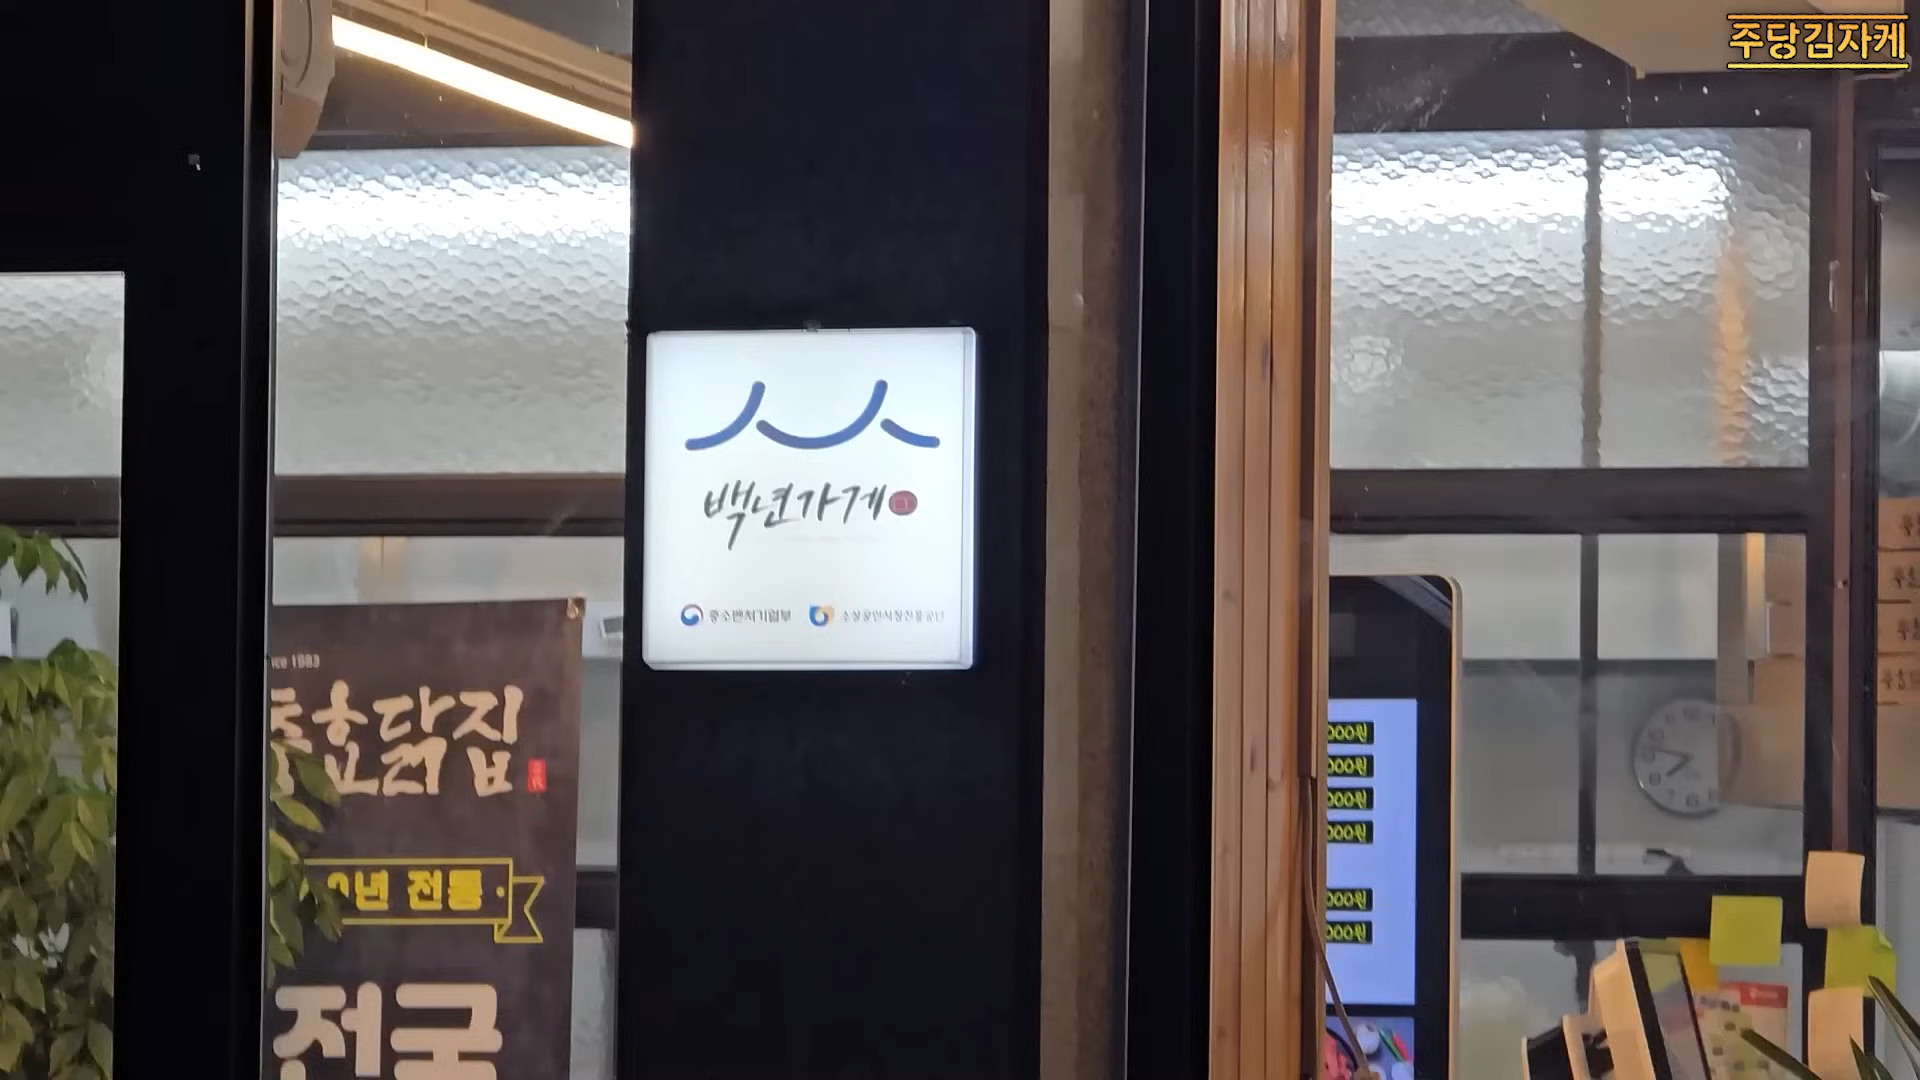 주당김자케
백년가게
중소벤처기업부
소상공인시장진흥공단
1983
닭집
년 전통
전국
000원
000원
000원
000원
000원
000원